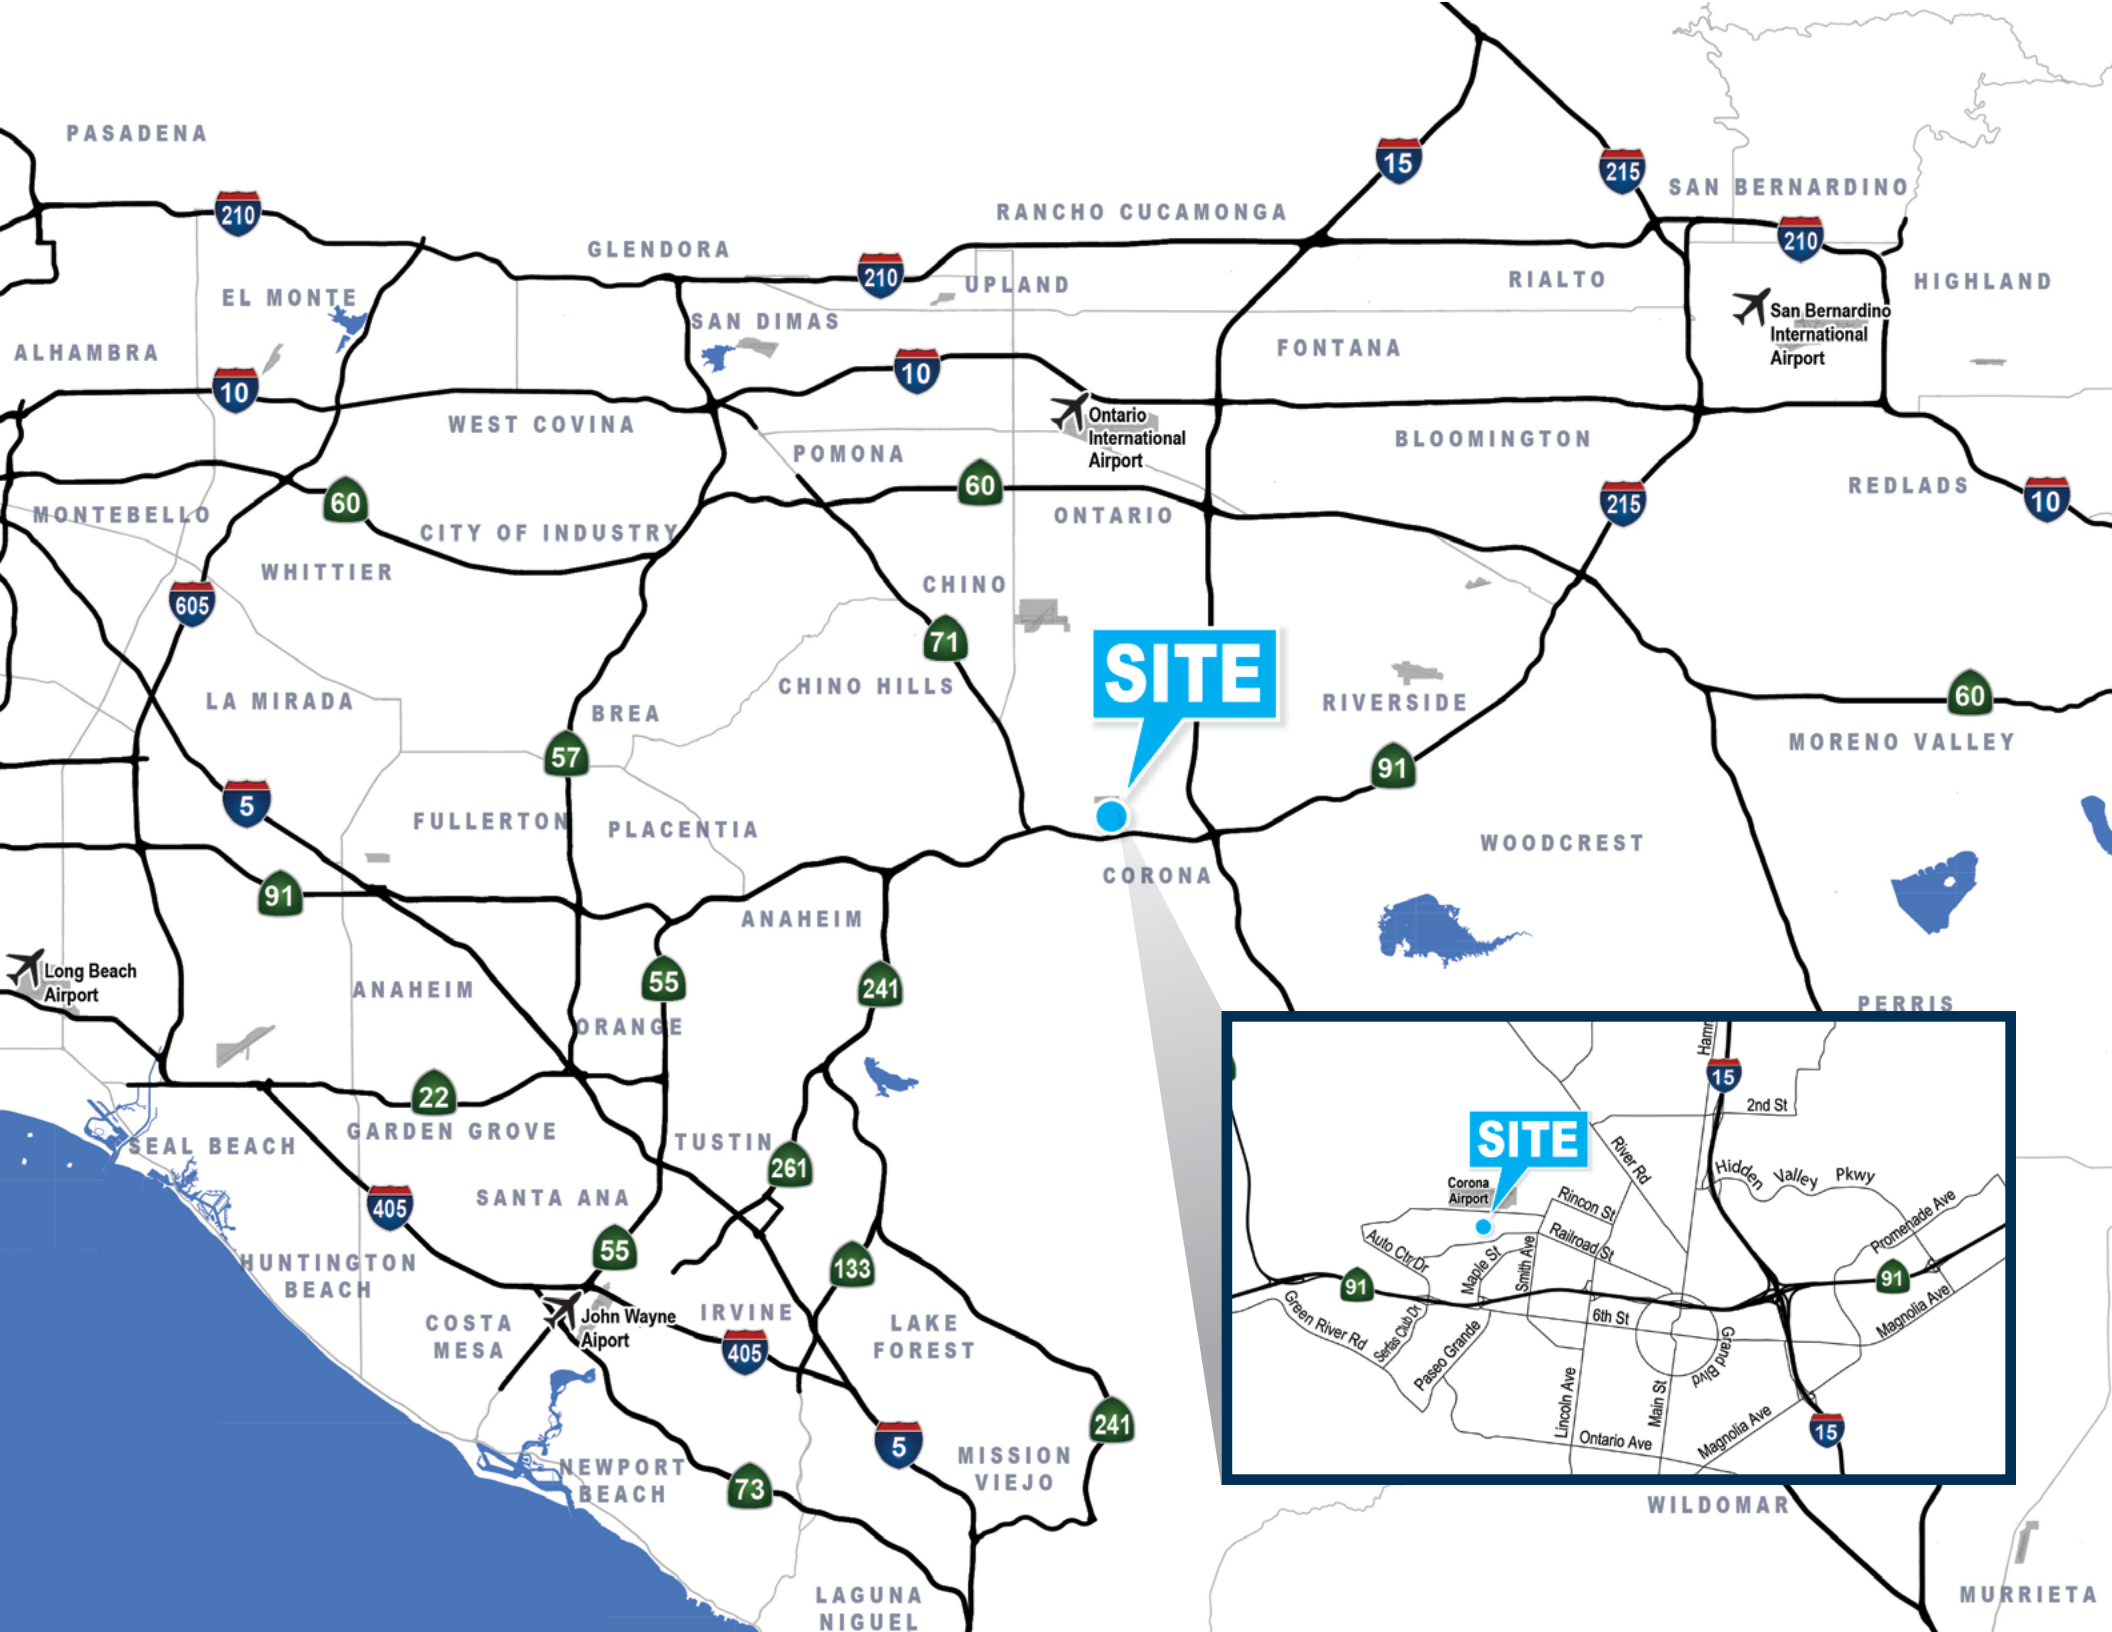 PASADENA
210
GLENDORA
210
RANCHO CUCAMONGA
15
215
SAN BERNARDINO
210
EL MONTE
UPLAND
RIALTO
HIGHLAND
San Bernardino
International
Airport
ALHAMBRA
SAN DIMAS
FONTANA
10
10
WEST COVINA
Ontario
International
Airport
BLOOMINGTON
POMONA
60
60
215
REDLADS
10
MONTEBELLO
CITY OF INDUSTRY
ONTARIO
WHITTIER
CHINO
605
71
SITE
LA MIRADA
CHINO HILLS
RIVERSIDE
60
BREA
57
91
MORENO VALLEY
5
FULLERTON
PLACENTIA
WOODCREST
CORONA
91
ANAHEIM
Long Beach
Airport
ANAHEIM
55
241
ORANGE
PERRIS
22
GARDEN GROVE
SEAL BEACH
TUSTIN
261
SANTA ANA
405
55
HUNTINGTON
BEACH
133
COSTA
MESA
John Wayne
Aiport
IRVINE
405
LAKE
FOREST
241
5
MISSION
VIEJO
NEWPORT
BEACH
73
LAGUNA
NIGUEL
WILDOMAR
MURRIETA
Hamn
15
2nd St
SITE
River Rd
Hidden Valley Pkwy
Corona
Airport
Rincon St
Promenade Ave
Railroad St
Auto Ctr Dr
Maple St
Smith Ave
91
91
Green River Rd
Serfas Club Dr
Paseo Grande
6th St
Grand Blvd
Magnolia Ave
Lincoln Ave
Main St
Magnolia Ave
Ontario Ave
15